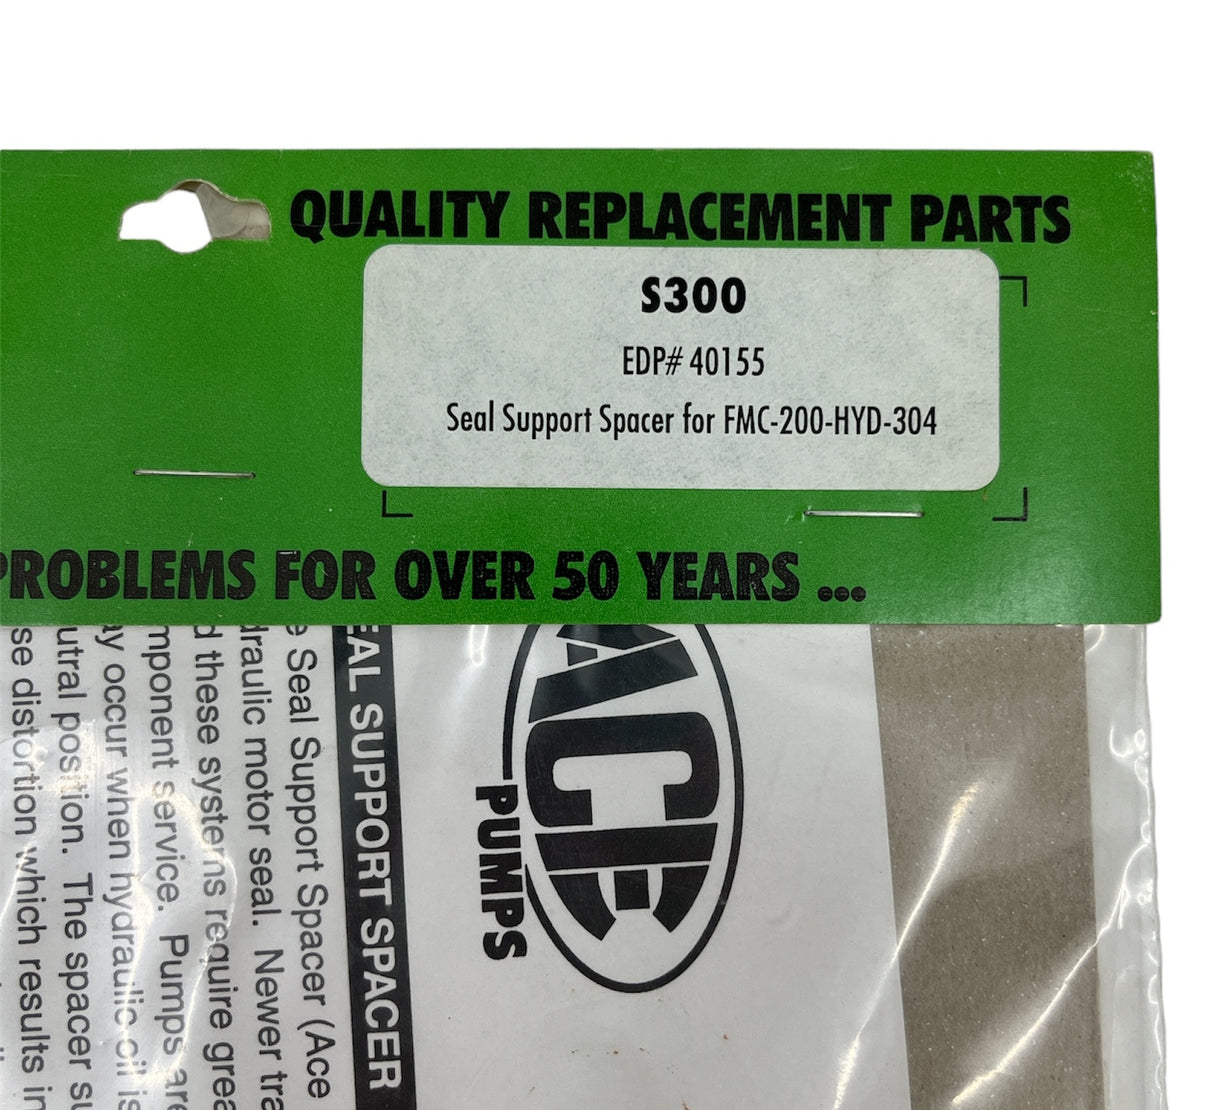 QUALITY REPLACEMENT PARTS
S300
EDP# 40155
Seal Support Spacer for FMC-200-HYD-304
PROBLEMS FOR OVER 50 YEARS ...
ACE
PUMPS
EAL SUPPORT SPACER
e Seal Support Spacer (Ace
draulic motor seal. Newer tra
d these systems require grea
mponent service. Pumps are
ay occur when hydraulic oil is
utral position. The spacer su
se distortion which results in